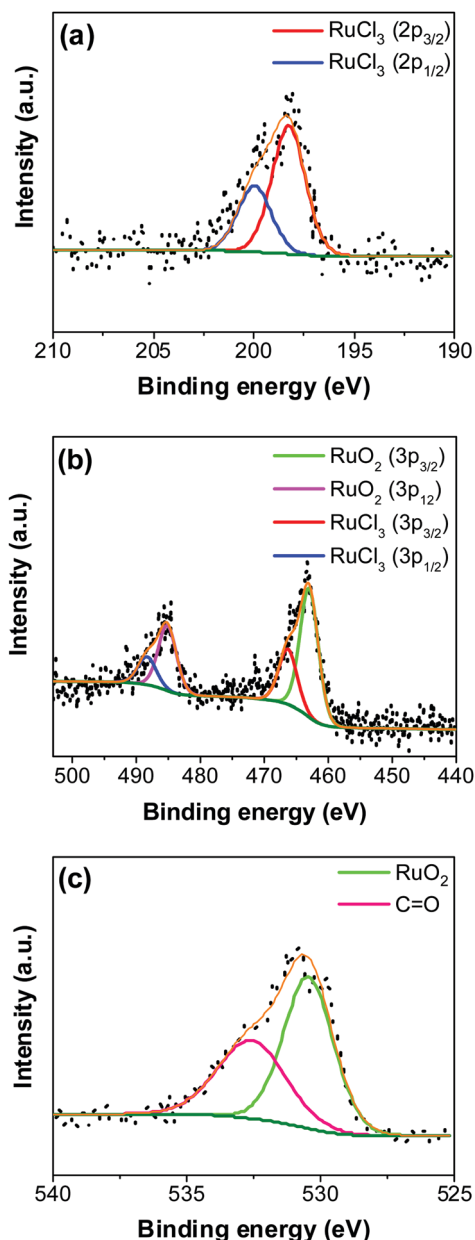 (a)
RuCl₃ (2p₃/₂)
RuCl₃ (2p₁/₂)
Intensity (a.u.)
210 205 200 195 190
Binding energy (eV)
(b)
RuO₂ (3p₃/₂)
RuO₂ (3p₁₂)
RuCl₃ (3p₃/₂)
RuCl₃ (3p₁/₂)
Intensity (a.u.)
500 490 480 470 460 450 440
Binding energy (eV)
(c)
RuO₂
C=O
Intensity (a.u.)
540 535 530 525
Binding energy (eV)